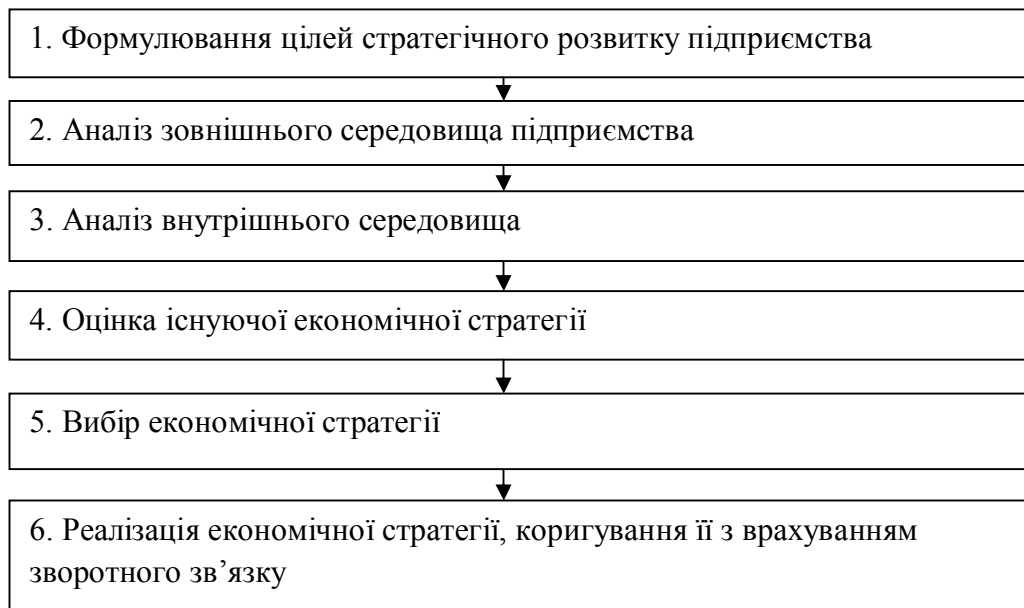 1. Формулювання цілей стратегічного розвитку підприємства
2. Аналіз зовнішнього середовища підприємства
3. Аналіз внутрішнього середовища
4. Оцінка існуючої економічної стратегії
5. Вибір економічної стратегії
6. Реалізація економічної стратегії, коригування її з врахуванням
зворотного зв’язку